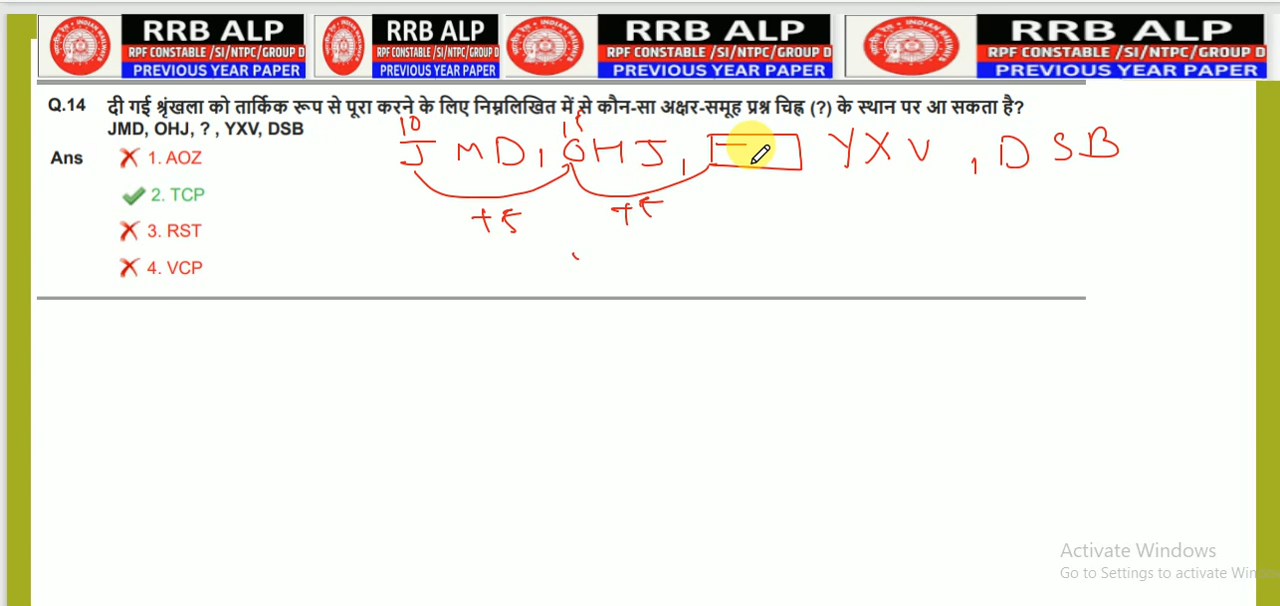 RRB ALP RRB ALP RRB ALP RRB ALP
RPF CONSTABLE /SI/NTPC/GROUP D RPF CONSTABLE /SI/NTPC/GROUP D RPF CONSTABLE /SI/NTPC/GROUP D RPF CONSTABLE /SI/NTPC/GROUP D
PREVIOUS YEAR PAPER PREVIOUS YEAR PAPER PREVIOUS YEAR PAPER PREVIOUS YEAR PAPER
Q.14 दी गई श्रृंखला को तार्किक रूप से पूरा करने के लिए निम्नलिखित में से कौन-सा अक्षर-समूह प्रश्न चिह्न (?) के स्थान पर आ सकता है?
JMD, OHJ, ? , YXV, DSB
10 15
J M D, O H J, Y X V , D S B
+5 +5
Ans 1. AOZ
2. TCP
3. RST
4. VCP
Activate Windows
Go to Settings to activate